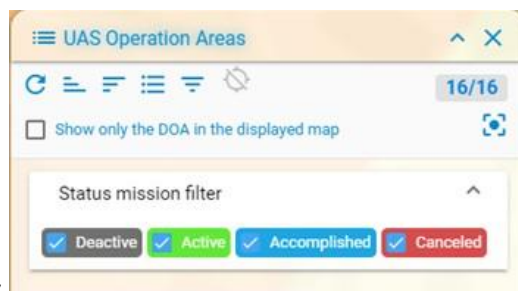 UAS Operation Areas
16/16
Show only the DOA in the displayed map
Status mission filter
Deactive Active Accomplished Canceled